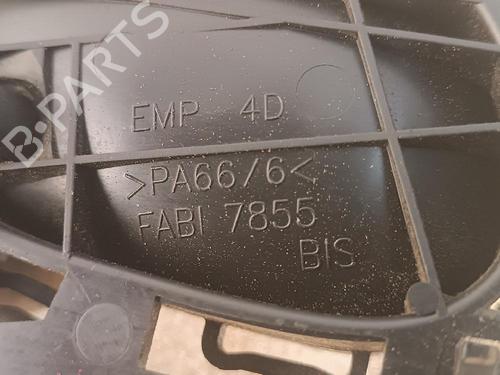 B-PARTS
EMP 4D
>PA66/6<
FABI 7855
BIS